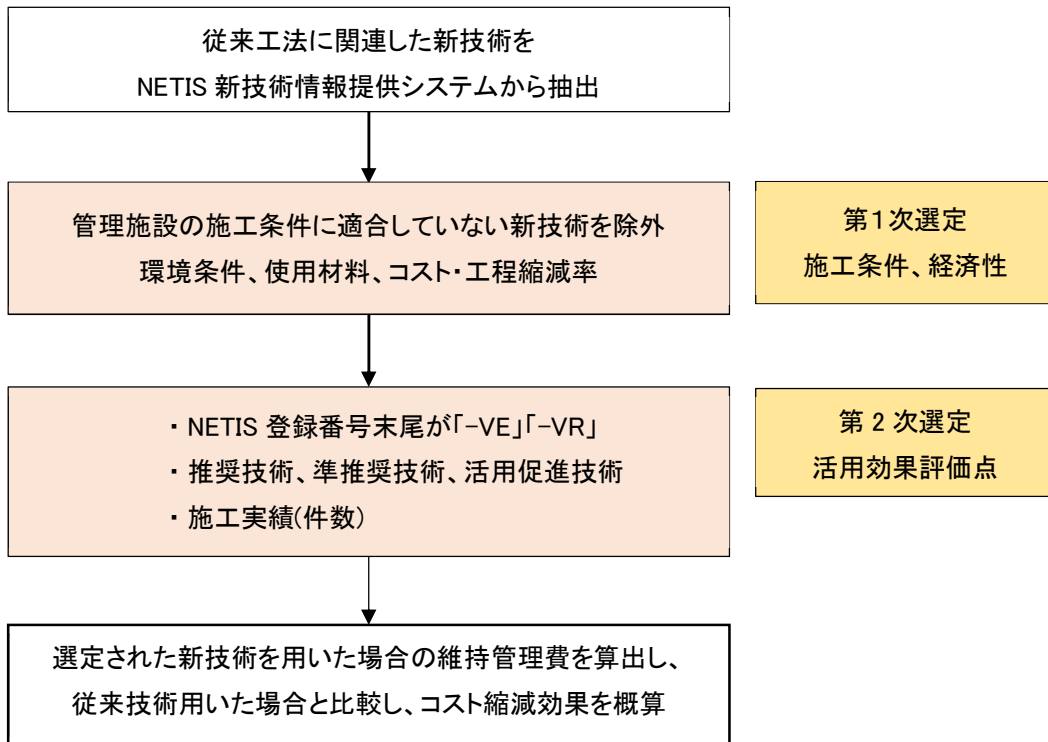 従来工法に関連した新技術を
NETIS 新技術情報提供システムから抽出
管理施設の施工条件に適合していない新技術を除外
環境条件、使用材料、コスト・工程縮減率
第1次選定
施工条件、経済性
・ NETIS 登録番号末尾が「-VE」「-VR」
・ 推奨技術、準推奨技術、活用促進技術
・ 施工実績(件数)
第 2 次選定
活用効果評価点
選定された新技術を用いた場合の維持管理費を算出し、
従来技術用いた場合と比較し、コスト縮減効果を概算